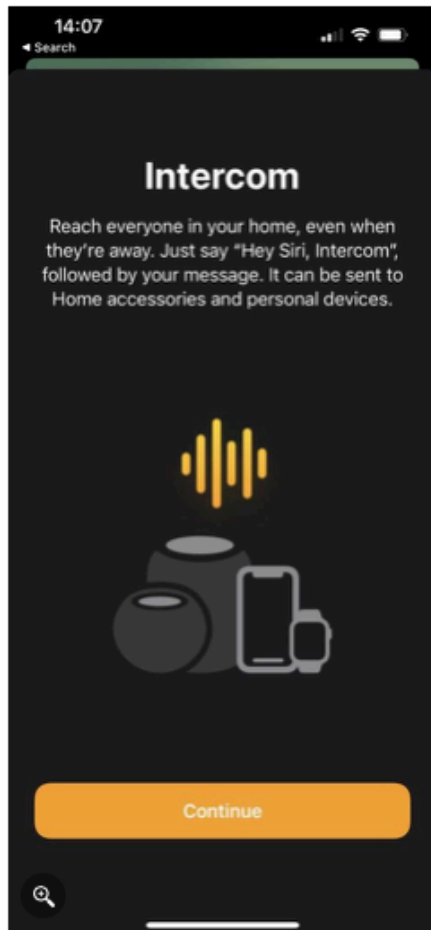 14:07
Search
Intercom
Reach everyone in your home, even when
they're away. Just say “Hey Siri, Intercom”,
followed by your message. It can be sent to
Home accessories and personal devices.
Continue